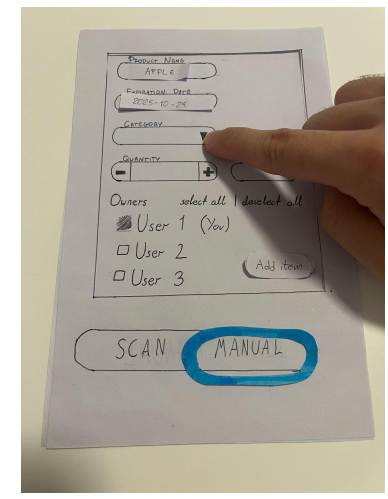 PRODUCT NAME
APPLE
EXPIRATION DATE
2025-10-28
CATEGORY
QUANTITY
- +
Owners select all | deselect all
User 1 (You)
User 2
User 3
Add item
SCAN MANUAL